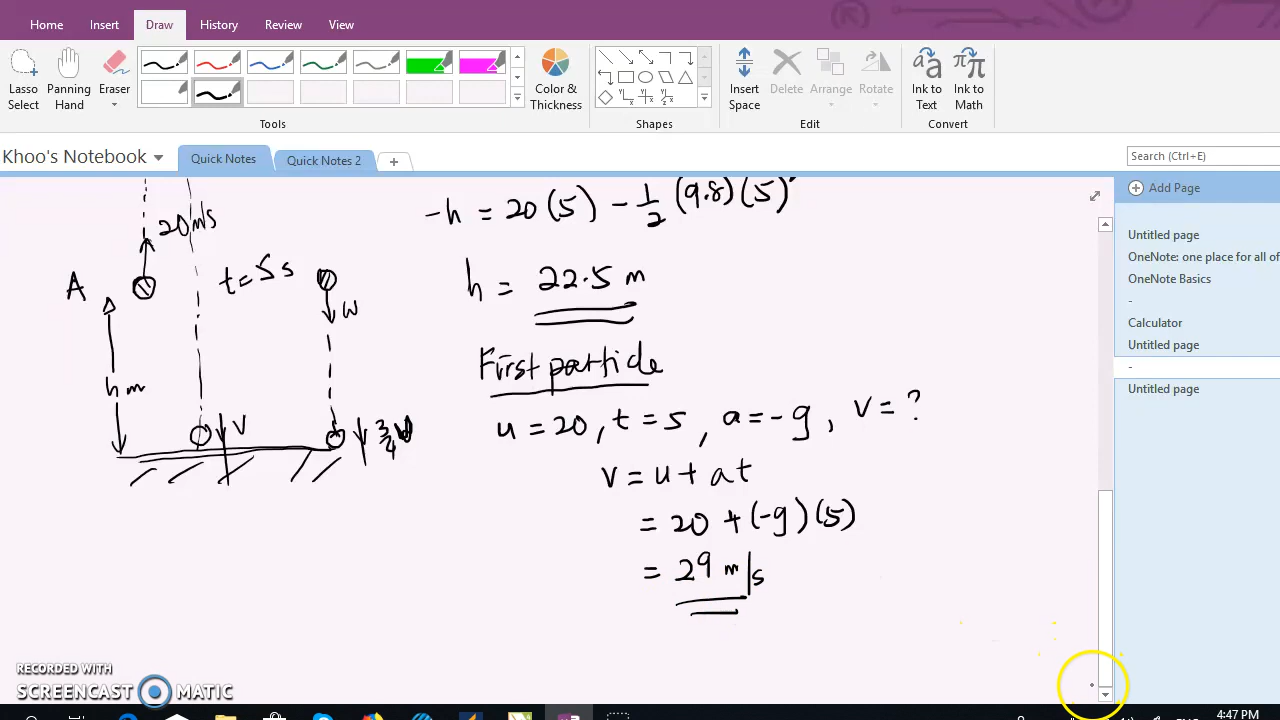 Home Insert Draw History Review View
Lasso Select
Panning Hand
Eraser
Color & Thickness
Insert Space
Delete
Arrange
Rotate
Ink to Text
Ink to Math
Tools
Shapes
Edit
Convert
Khoo's Notebook
Quick Notes
Quick Notes 2
+
Search (Ctrl+E)
Add Page
Untitled page
OneNote: one place for all of
OneNote Basics
-
Calculator
Untitled page
-
Untitled page
-h = 20(5) - 1/2 (9.8)(5)²
h = 22.5 m
First particle
u = 20, t = 5, a = -g, v = ?
v = u + at
= 20 + (-g)(5)
= 29 m/s
20 m/s
A
t = 5 s
W
h m
V
3/4
RECORDED WITH
SCREENCAST MATIC
4:47 PM